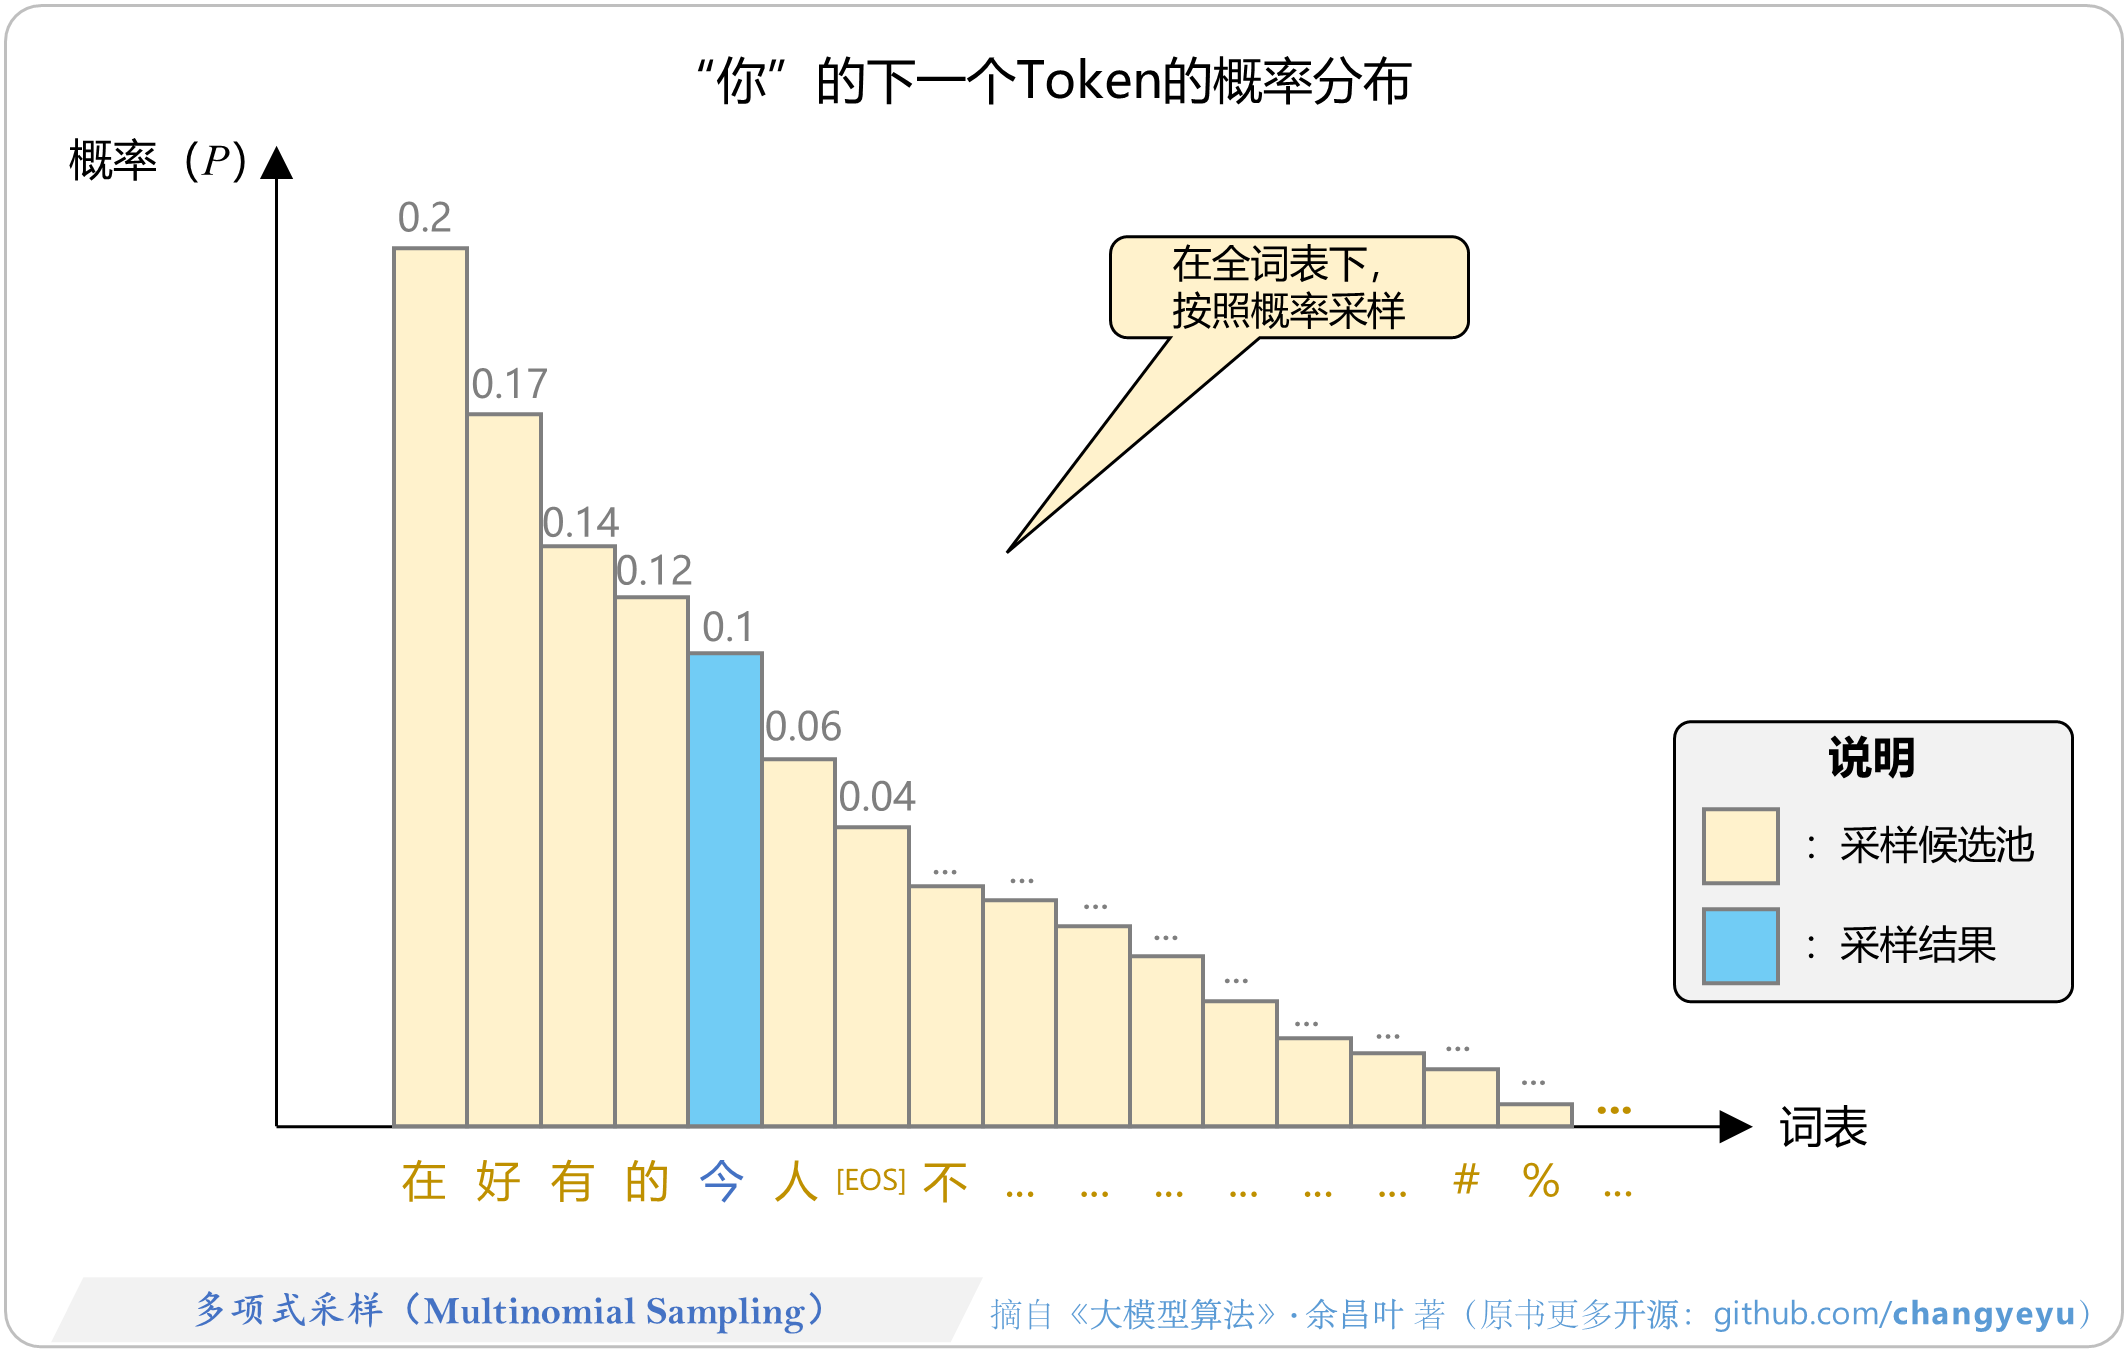 “你”的下一个Token的概率分布
概率（P）
0.2
0.17
0.14
0.12
0.1
0.06
0.04
...
...
...
...
...
...
...
...
...
...
在全词表下，
按照概率采样
说明
：采样候选池
：采样结果
词表
在 好 有 的 今 人 [EOS] 不 ... ... ... ... ... ... # % ...
多项式采样（Multinomial Sampling）
摘自《大模型算法》· 余昌叶 著（原书更多开源：github.com/changyeyu）